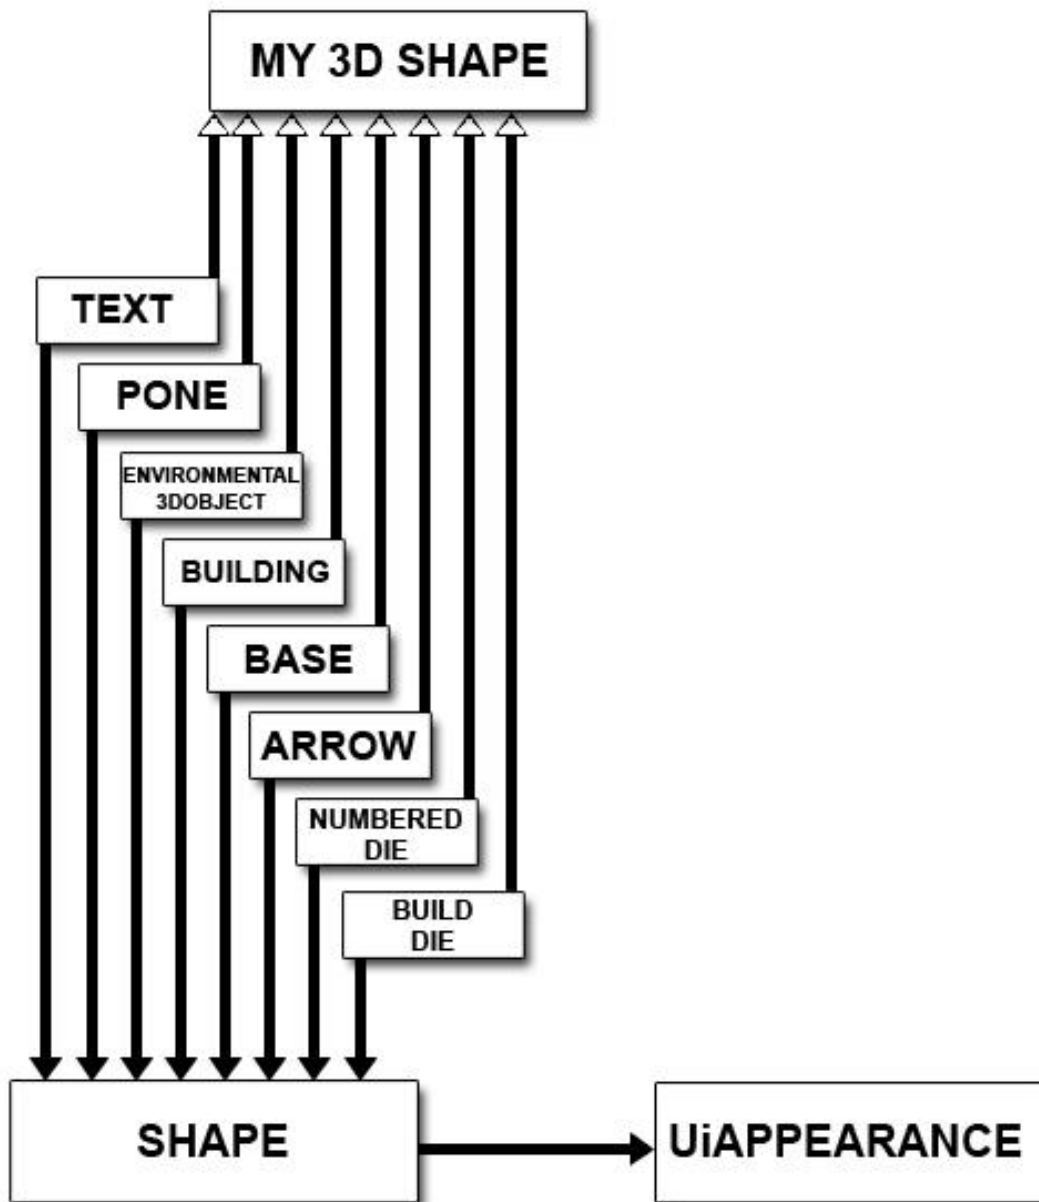 MY 3D SHAPE
TEXT
PONE
ENVIRONMENTAL
3DOBJECT
BUILDING
BASE
ARROW
NUMBERED
DIE
BUILD
DIE
SHAPE
UiAPPEARANCE